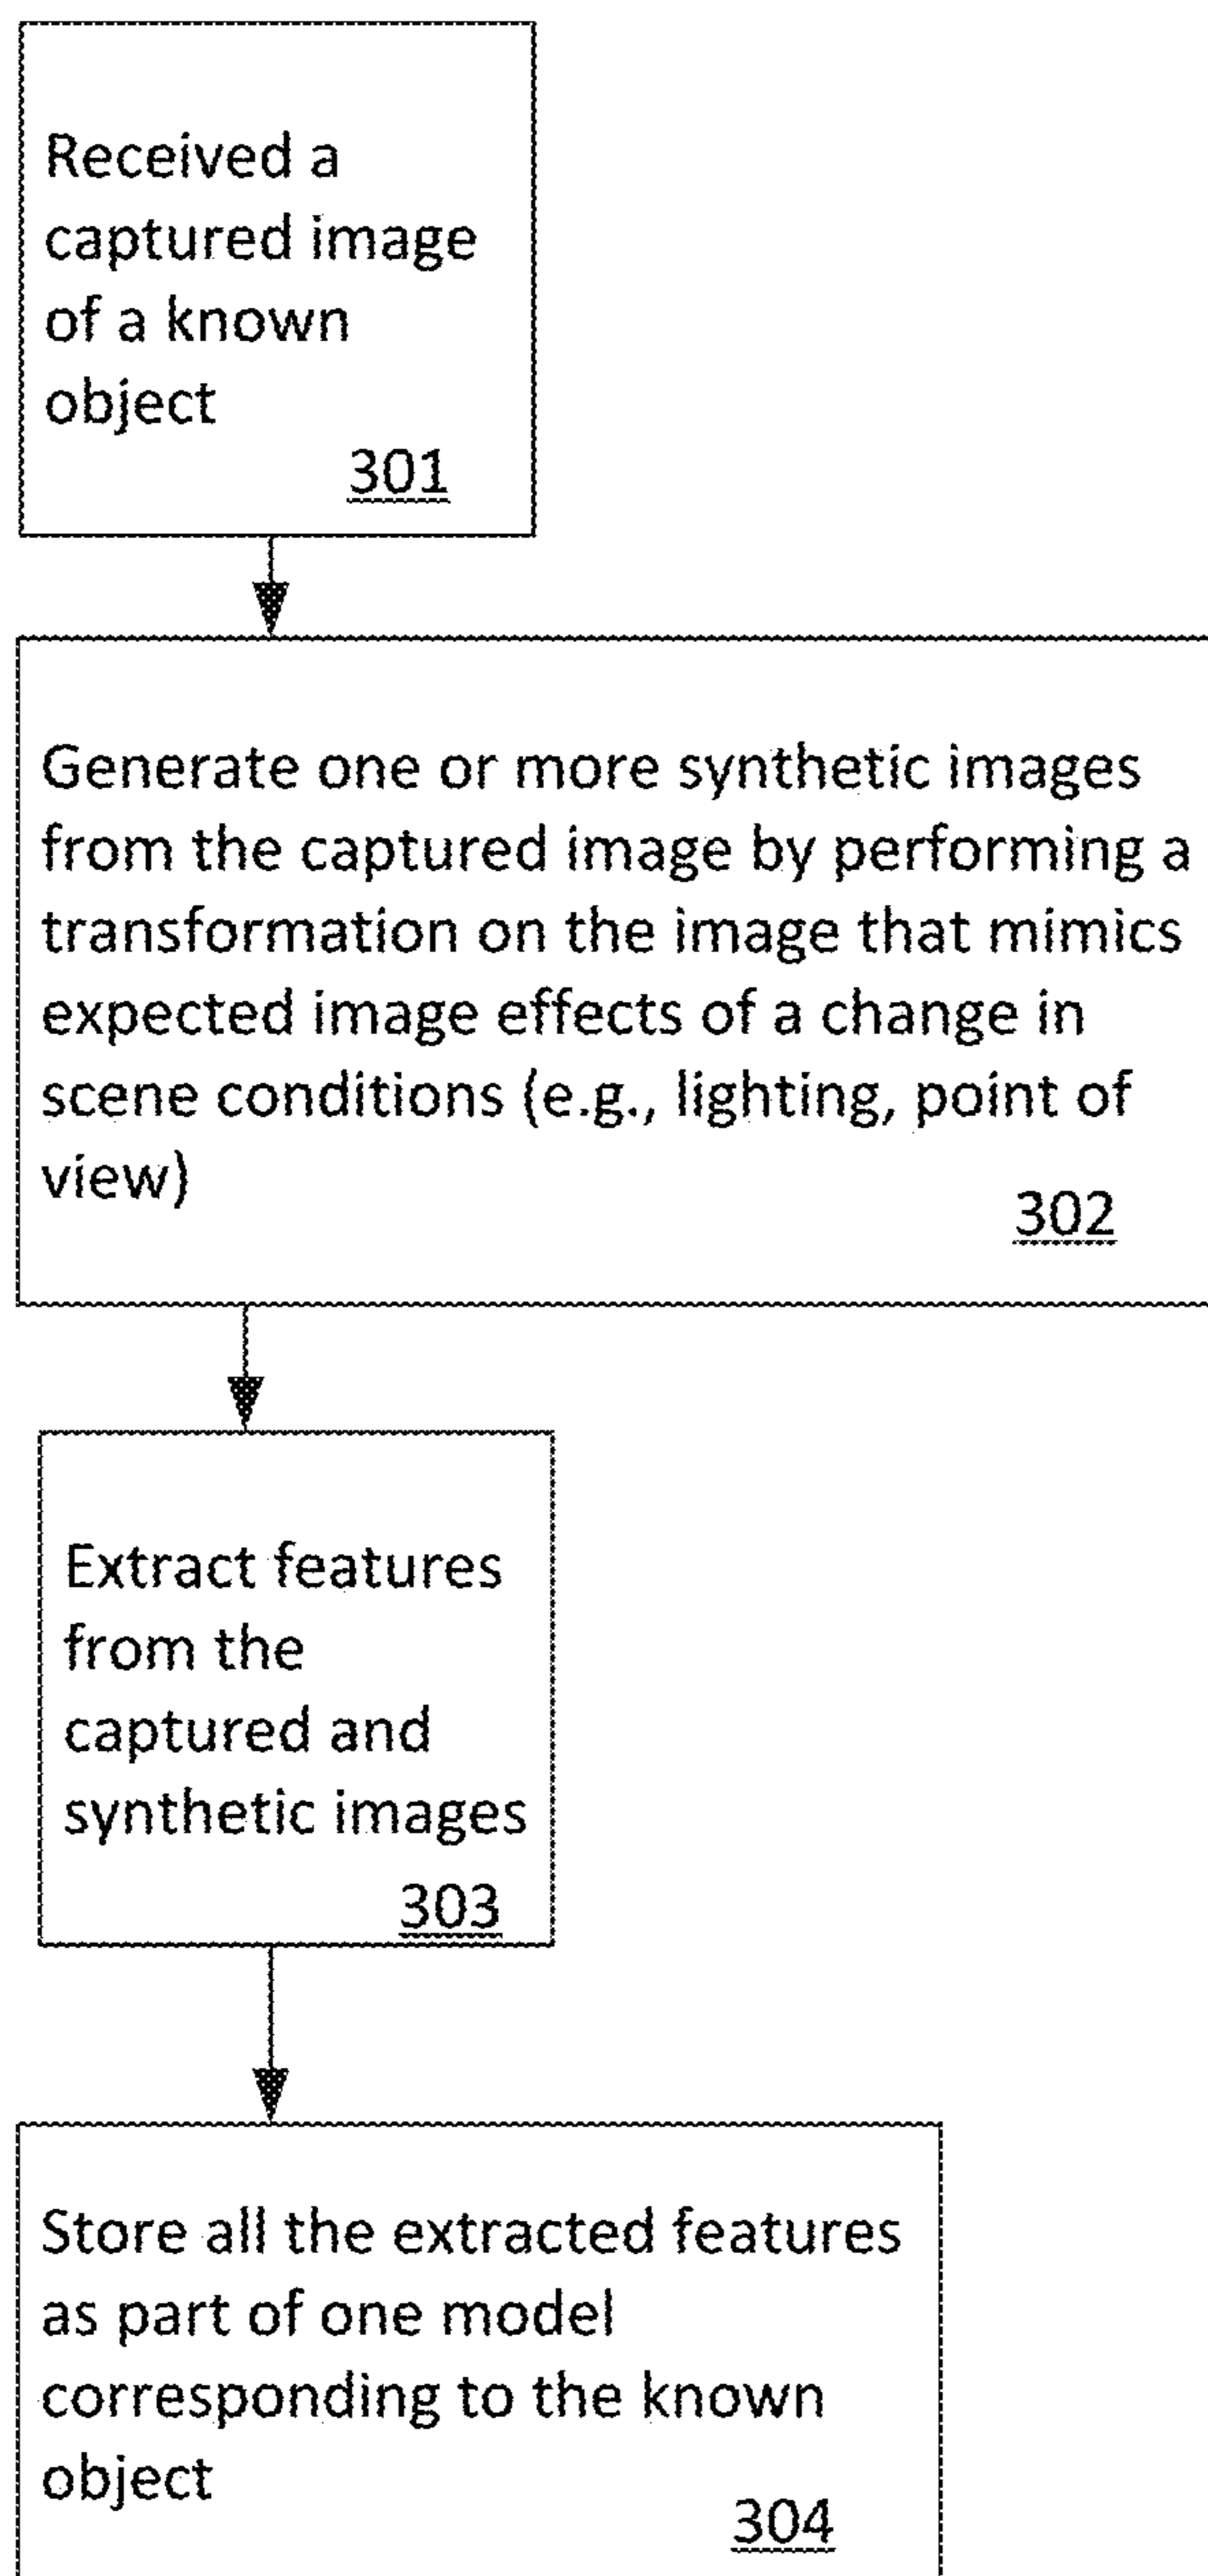 Received a
captured image
of a known
object
301
Generate one or more synthetic images
from the captured image by performing a
transformation on the image that mimics
expected image effects of a change in
scene conditions (e.g., lighting, point of
view)
302
Extract features
from the
captured and
synthetic images
303
Store all the extracted features
as part of one model
corresponding to the known
object
304